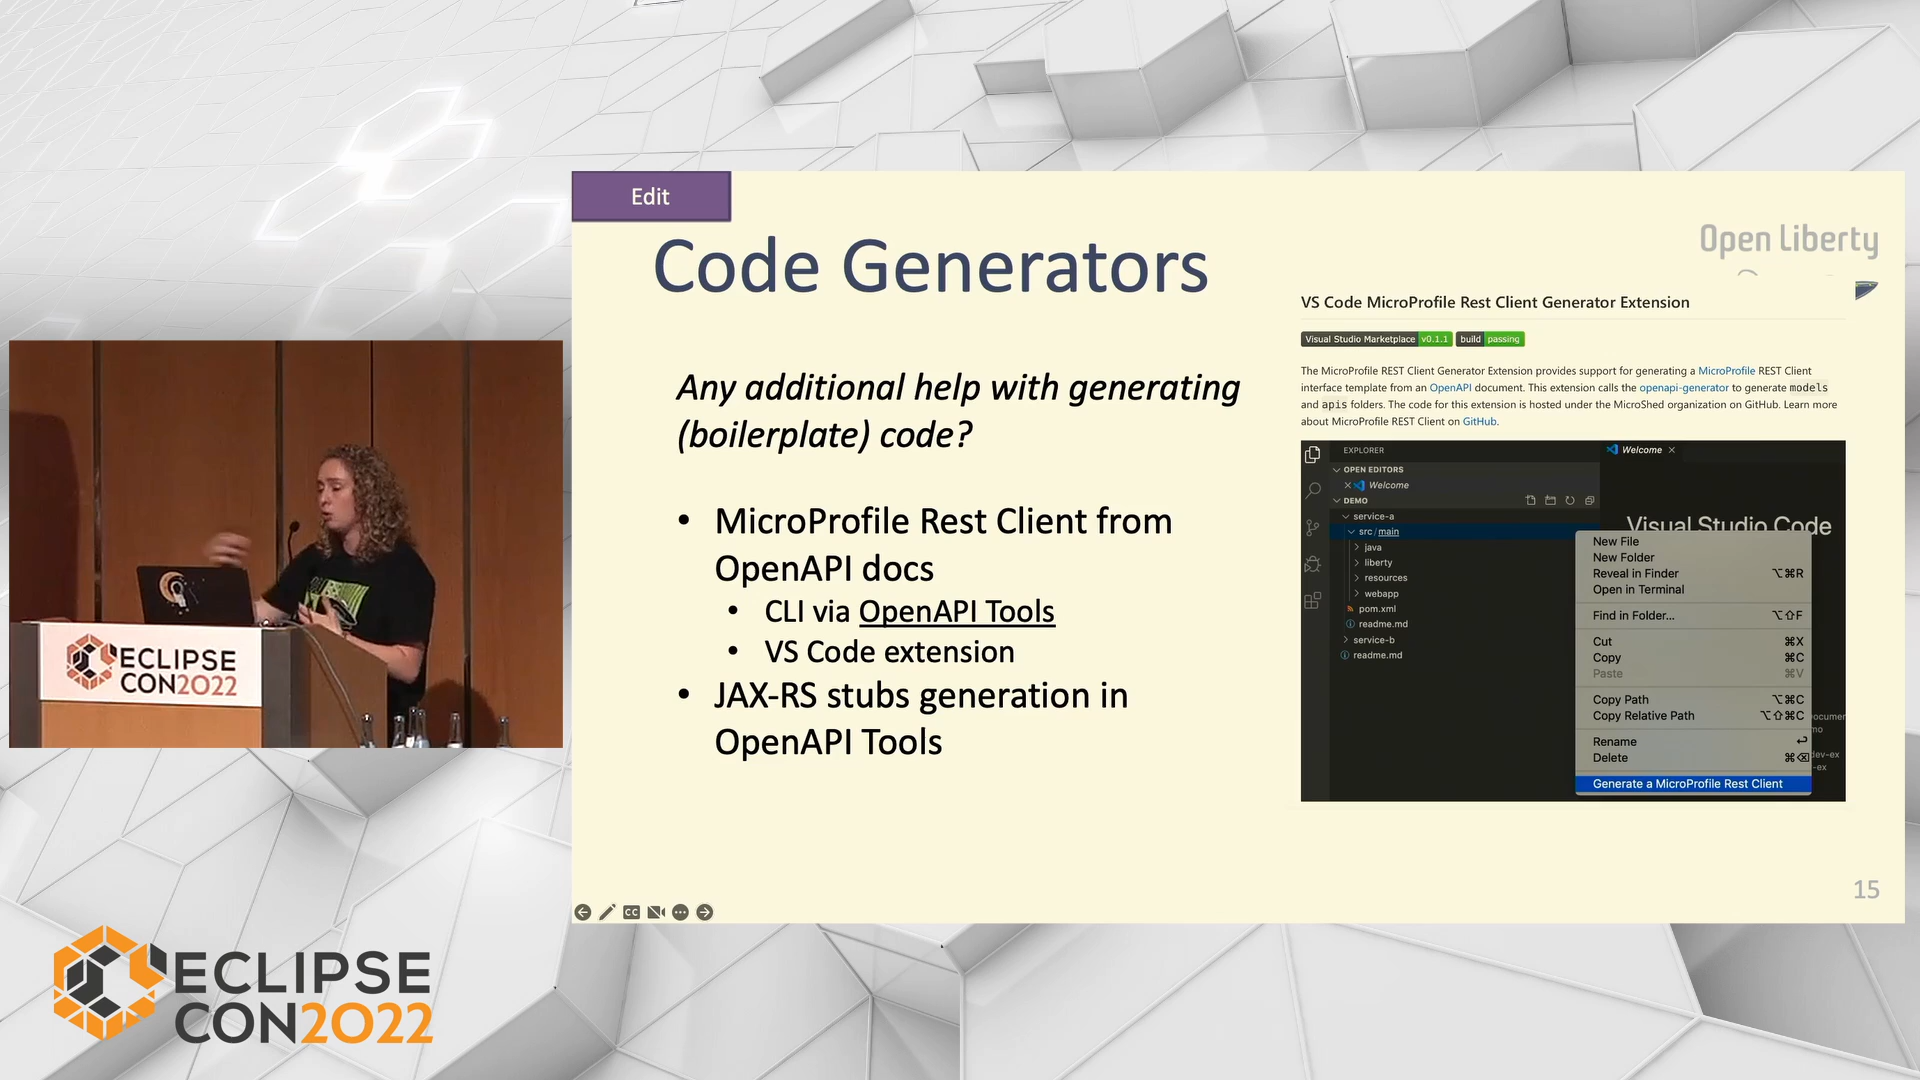 Edit
Code Generators
Open Liberty
Any additional help with generating
(boilerplate) code?
• MicroProfile Rest Client from
OpenAPI docs
• CLI via OpenAPI Tools
• VS Code extension
• JAX-RS stubs generation in
OpenAPI Tools
VS Code MicroProfile Rest Client Generator Extension
Visual Studio Marketplace v0.1.1 build passing
The MicroProfile REST Client Generator Extension provides support for generating a MicroProfile REST Client
interface template from an OpenAPI document. This extension calls the openapi-generator to generate models
and apis folders. The code for this extension is hosted under the MicroShed organization on GitHub. Learn more
about MicroProfile REST Client on GitHub.
EXPLORER
OPEN EDITORS
Welcome
DEMO
service-a
src/main
java
liberty
resources
webapp
pom.xml
readme.md
service-b
readme.md
Welcome
Visual Studio Code
New File
New Folder
Reveal in Finder ⌥⌘R
Open in Terminal
Find in Folder... ⌥⇧F
Cut ⌘X
Copy ⌘C
Paste ⌘V
Copy Path ⌥⌘C
Copy Relative Path ⌥⇧⌘C
Rename ⏎
Delete ⌘⌫
Generate a MicroProfile Rest Client
15
CC
ECLIPSE
CON2022
ECLIPSE
CON2022